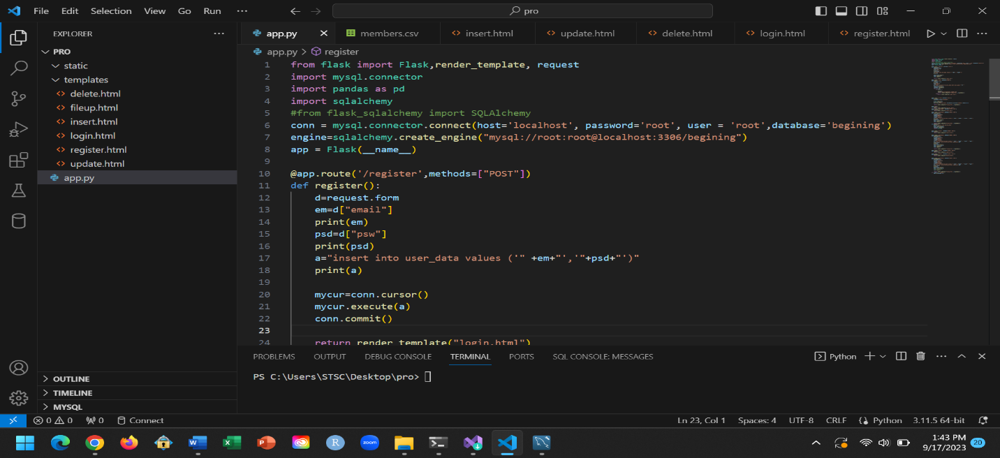 File Edit Selection View Go Run ··· pro
EXPLORER ···
PRO
static
templates
<> delete.html
<> fileup.html
<> insert.html
<> login.html
<> register.html
<> update.html
app.py
OUTLINE
TIMELINE
MYSQL
app.py members.csv <> insert.html <> update.html <> delete.html <> login.html <> register.html ···
app.py > register
1 from flask import Flask,render_template, request
2 import mysql.connector
3 import pandas as pd
4 import sqlalchemy
5 #from flask_sqlalchemy import SQLAlchemy
6 conn = mysql.connector.connect(host='localhost', password='root', user = 'root',database='begining')
7 engine=sqlalchemy.create_engine("mysql://root:root@localhost:3306/begining")
8 app = Flask(__name__)
9
10 @app.route('/register',methods=["POST"])
11 def register():
12 d=request.form
13 em=d["email"]
14 print(em)
15 psd=d["psw"]
16 print(psd)
17 a="insert into user_data values ('" +em+"','"+psd+"')"
18 print(a)
19
20 mycur=conn.cursor()
21 mycur.execute(a)
22 conn.commit()
23
24 return render_template("login.html")
PROBLEMS OUTPUT DEBUG CONSOLE TERMINAL PORTS SQL CONSOLE: MESSAGES Python ···
PS C:\Users\STSC\Desktop\pro>
0 0 0 Connect Ln 23, Col 1 Spaces: 4 UTF-8 CRLF Python 3.11.5 64-bit
W X P R zoom
1:43 PM
9/17/2023 20